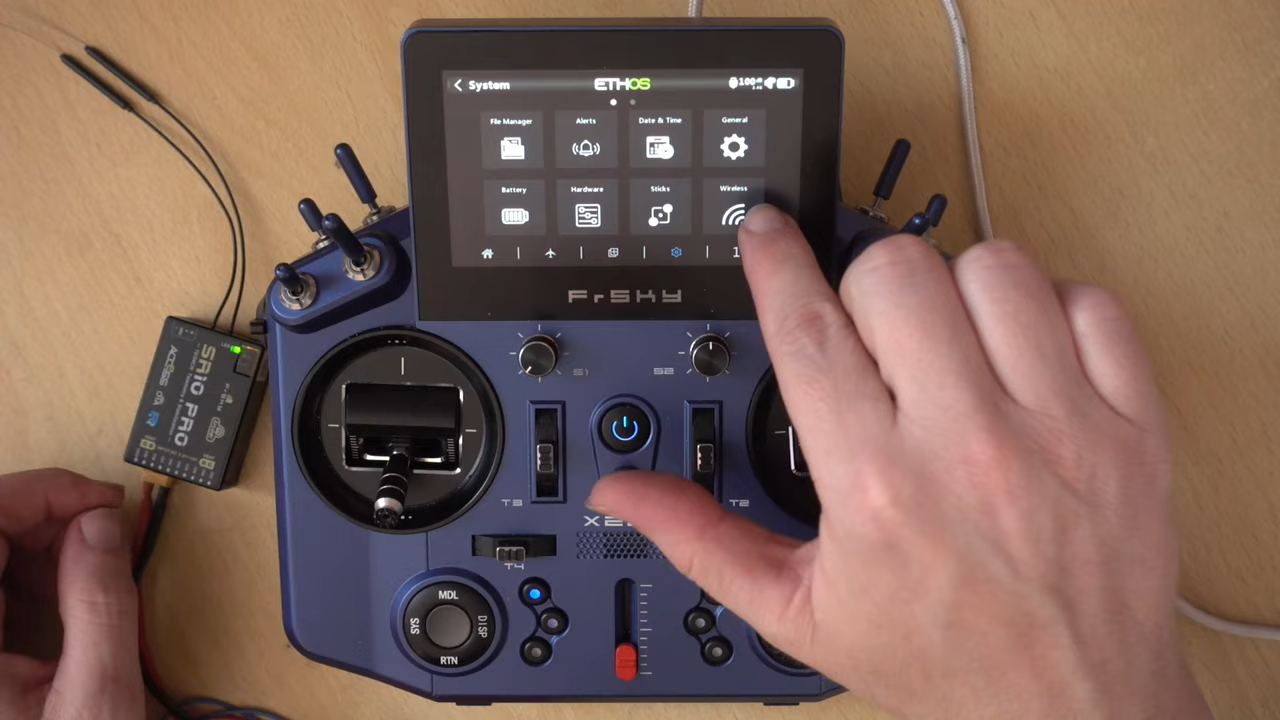 System
ETHOS
100
File Manager
Alerts
Date & Time
General
Battery
Hardware
Sticks
Wireless
FrSKY
S1
S2
SR10 PRO
ACCESS
T3
T2
T4
MDL
SYS
DISP
RTN